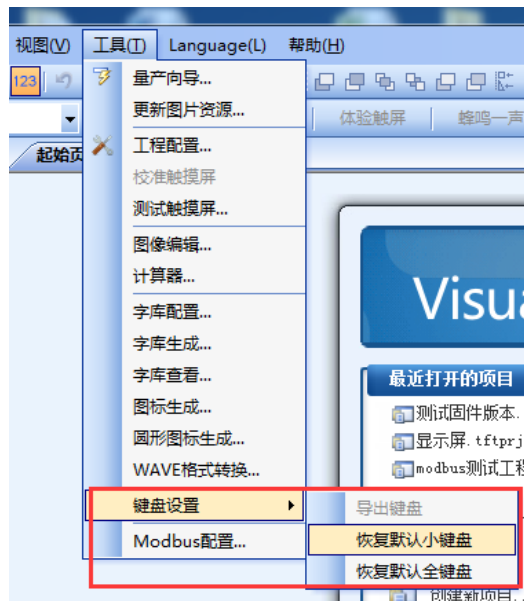 视图(V) 工具(T) Language(L) 帮助(H)
123
量产向导...
更新图片资源...
体验触屏 蜂鸣一声
工程配置...
起始页
校准触摸屏
测试触摸屏...
图像编辑...
计算器...
字库配置...
Visua
字库生成...
字库查看...
最近打开的项目
图标生成...
测试固件版本.
圆形图标生成...
显示屏.tftprj
WAVE格式转换...
modbus测试工程
键盘设置
导出键盘
Modbus配置...
恢复默认小键盘
恢复默认全键盘
创建新项目.